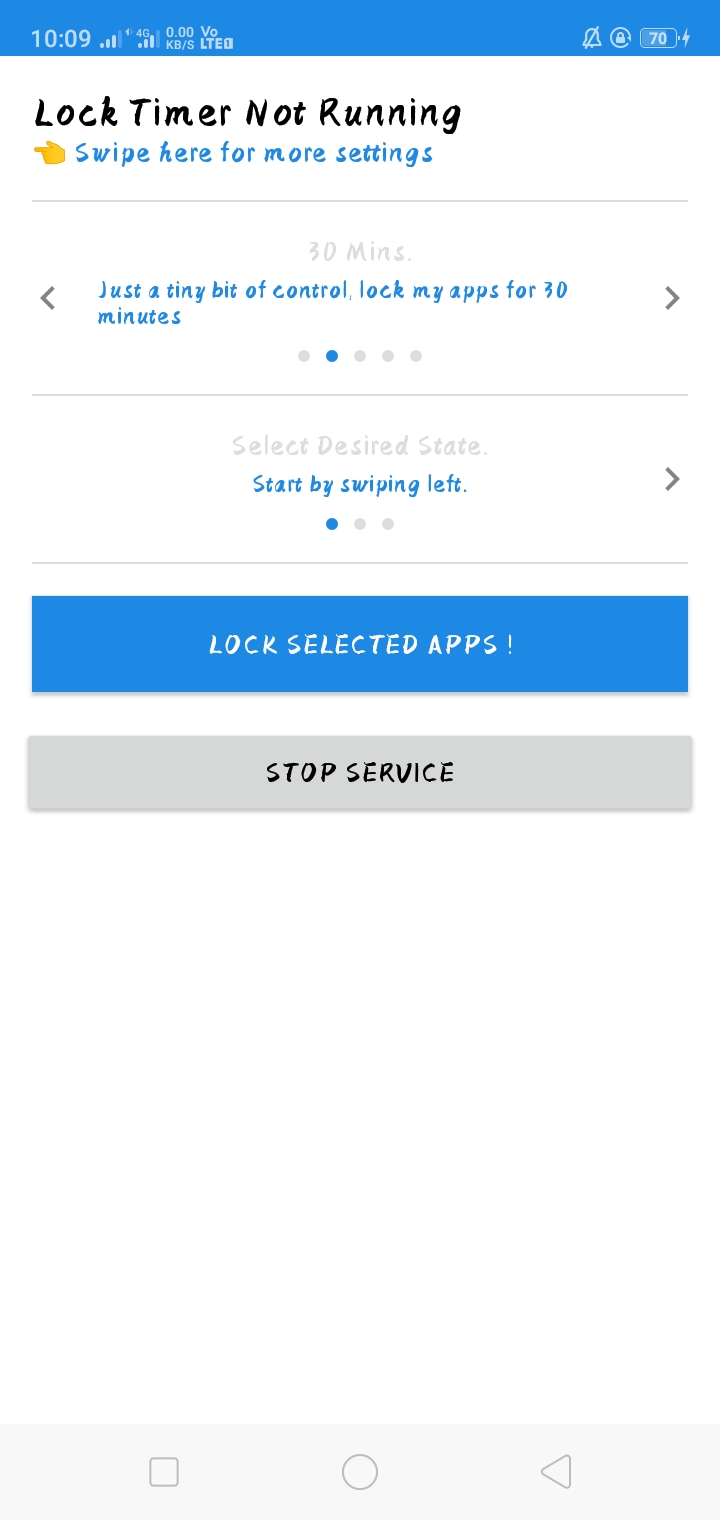 10:09 4G 0.00 KB/S Vo LTE 70
Lock Timer Not Running
👈 Swipe here for more settings
30 Mins.
Just a tiny bit of control, lock my apps for 30
minutes
Select Desired State.
Start by swiping left.
LOCK SELECTED APPS !
STOP SERVICE